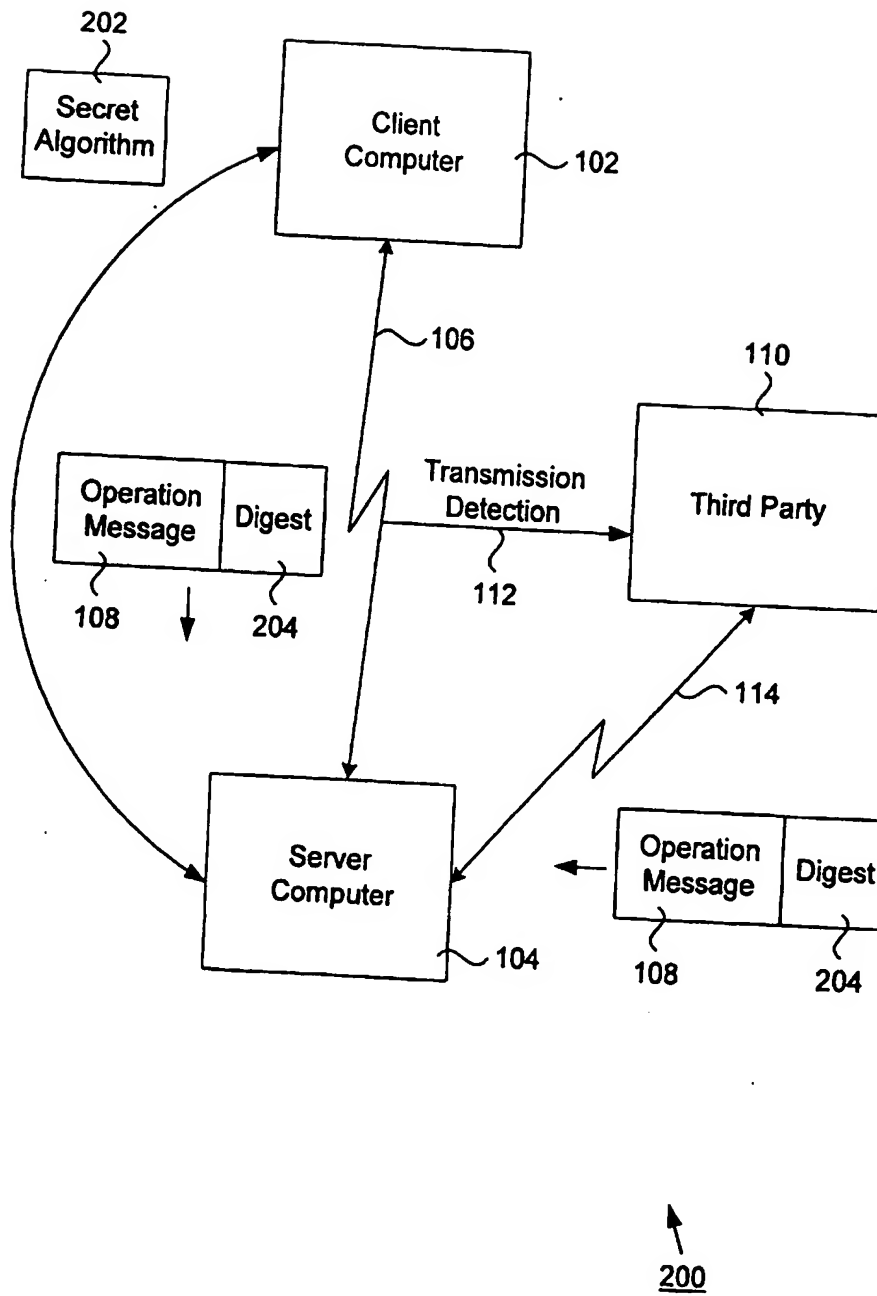 202
Secret
Algorithm
Client
Computer
102
106
110
Third Party
Transmission
Detection
112
Operation
Message
Digest
108
204
114
Server
Computer
104
Operation
Message
Digest
108
204
200